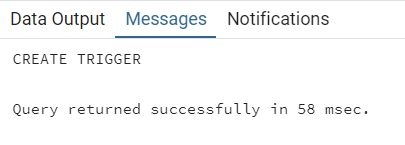 Data Output Messages Notifications
CREATE TRIGGER
Query returned successfully in 58 msec.